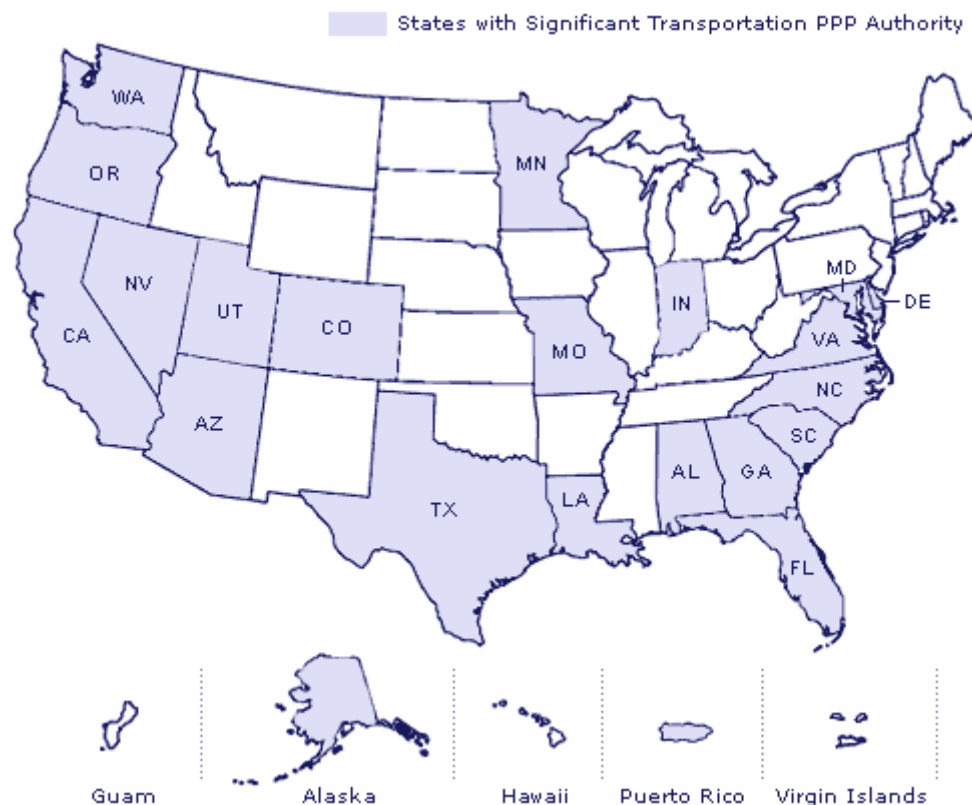 States with Significant Transportation PPP Authority
WA
MN
OR
MD
NV
IN
DE
UT
CO
CA
VA
MO
NC
AZ
SC
LA
AL
GA
TX
FL
Guam
Alaska
Hawaii
Puerto Rico
Virgin Islands